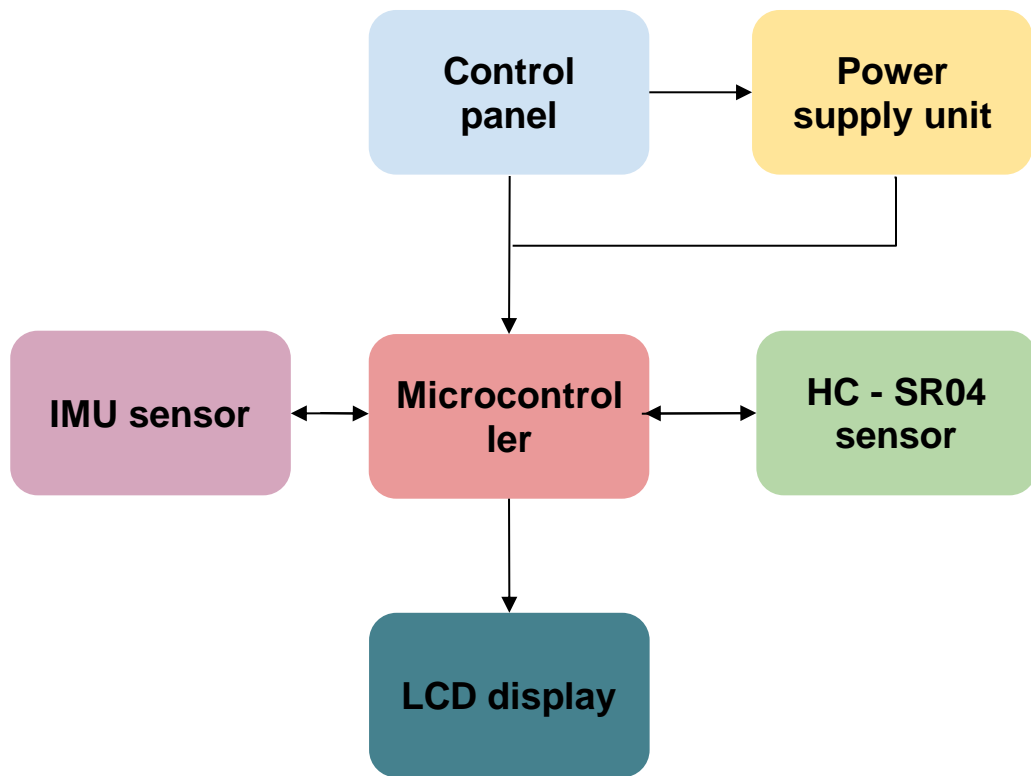 Control
panel
Power
supply unit
IMU sensor
Microcontrol
ler
HC - SR04
sensor
LCD display